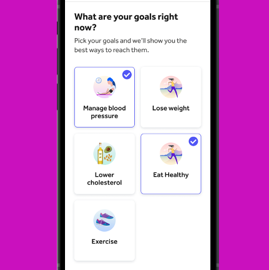 What are your goals right
now?
Pick your goals and we'll show you the
best ways to reach them.
Manage blood
pressure
Lose weight
Lower
cholesterol
Eat Healthy
Exercise